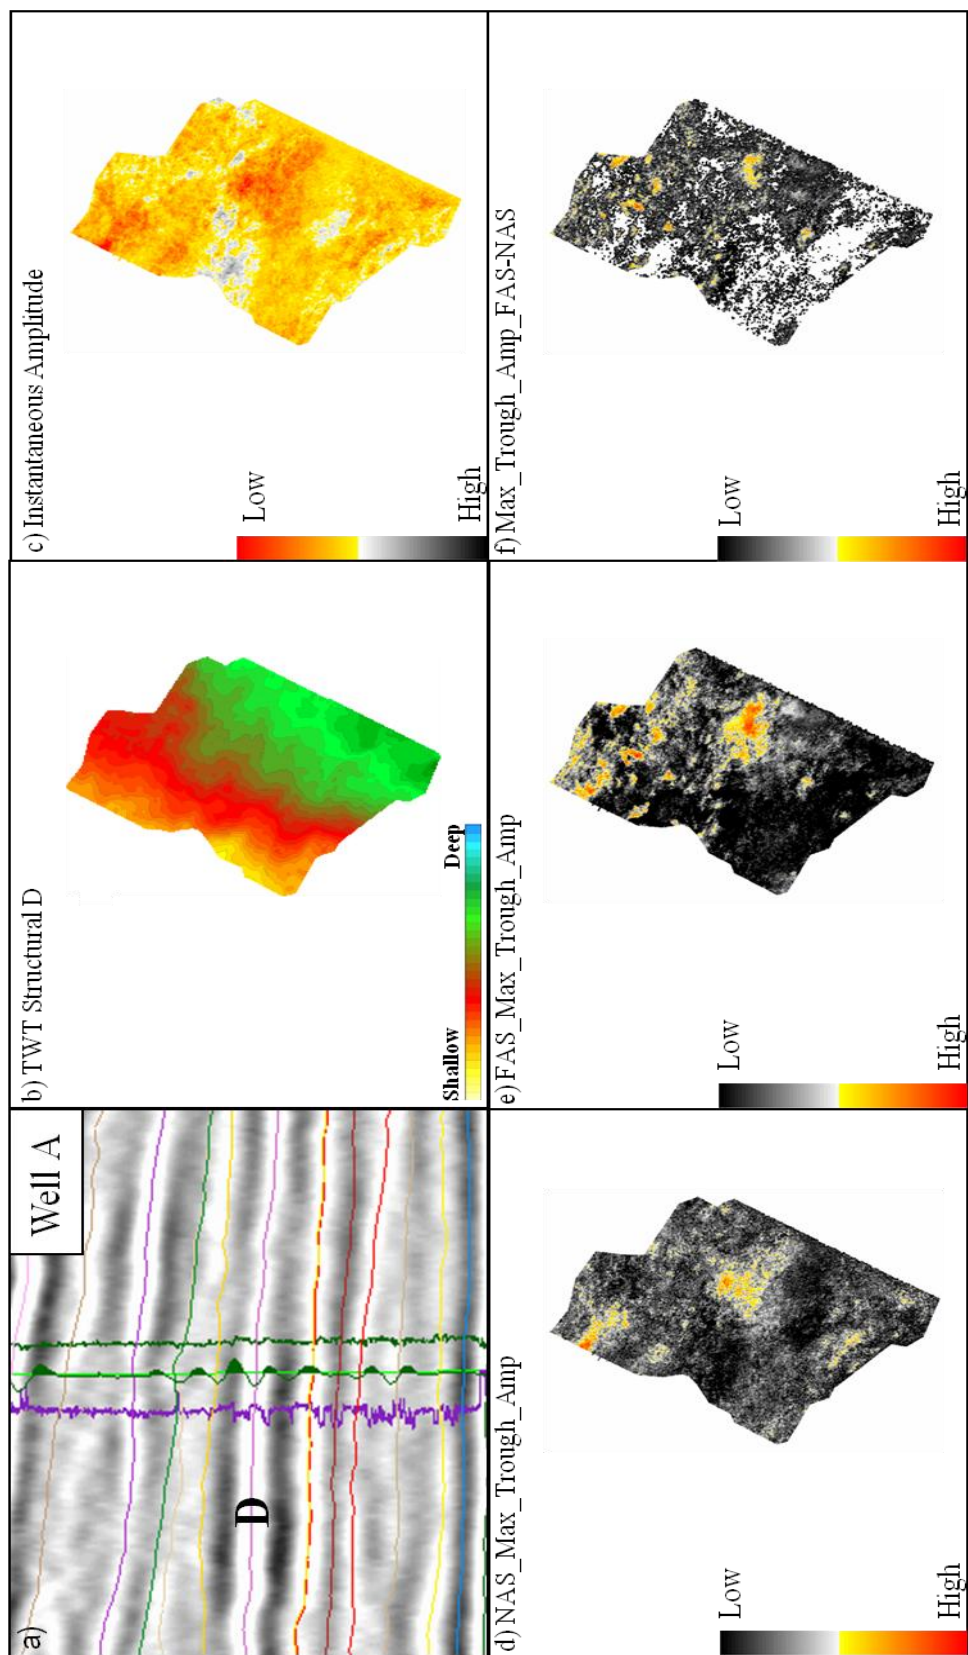 a)
Well A
D
b) TWT Structural D
Shallow
Deep
c) Instantaneous Amplitude
Low
High
d) NAS_Max_Trough_Amp
Low
High
e) FAS_Max_Trough_Amp
Low
High
f) Max_Trough_Amp_FAS-NAS
Low
High